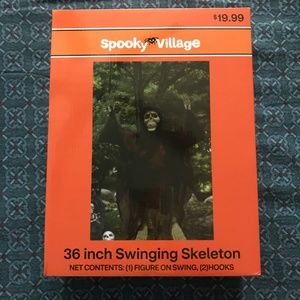 $19.99
Spooky Village
36 inch Swinging Skeleton
NET CONTENTS: (1) FIGURE ON SWING, (2)HOOKS